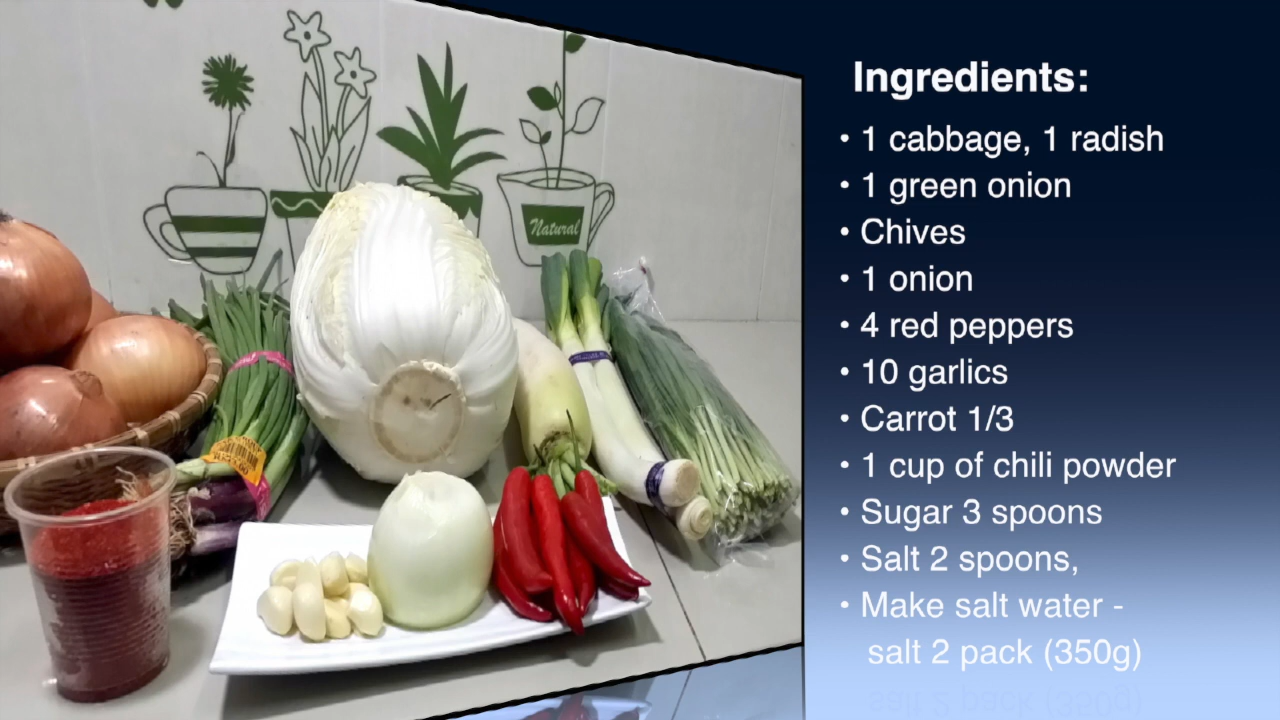 Natural
Ingredients:
• 1 cabbage, 1 radish
• 1 green onion
• Chives
• 1 onion
• 4 red peppers
• 10 garlics
• Carrot 1/3
• 1 cup of chili powder
• Sugar 3 spoons
• Salt 2 spoons,
• Make salt water -
salt 2 pack (350g)